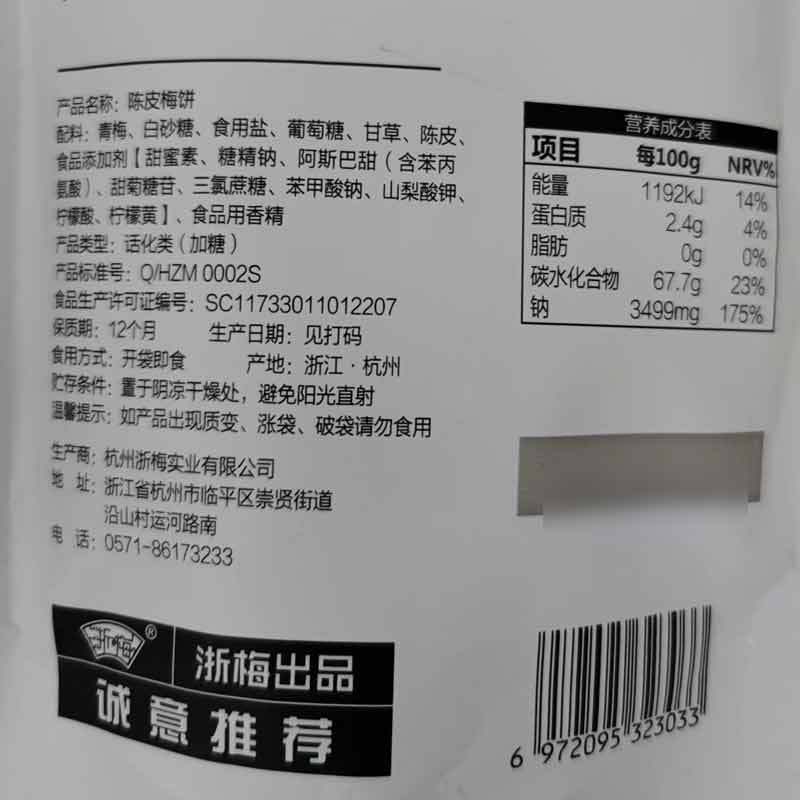 产品名称：陈皮梅饼
配料：青梅、白砂糖、食用盐、葡萄糖、甘草、陈皮、
食品添加剂【甜蜜素、糖精钠、阿斯巴甜（含苯丙
氨酸）、甜菊糖苷、三氯蔗糖、苯甲酸钠、山梨酸钾、
柠檬酸、柠檬黄】、食品用香精
产品类型：话化类（加糖）
产品标准号：Q/HZM 0002S
食品生产许可证编号：SC11733011012207
保质期：12个月 生产日期：见打码
食用方式：开袋即食 产地：浙江·杭州
贮存条件：置于阴凉干燥处，避免阳光直射
温馨提示：如产品出现质变、涨袋、破袋请勿食用
生产商：杭州浙梅实业有限公司
地 址：浙江省杭州市临平区崇贤街道
沿山村运河路南
电 话：0571-86173233
营养成分表
项目 每100g NRV%
能量 1192kJ 14%
蛋白质 2.4g 4%
脂肪 0g 0%
碳水化合物 67.7g 23%
钠 3499mg 175%
浙梅® 浙梅出品
诚意推荐
6 972095 323033